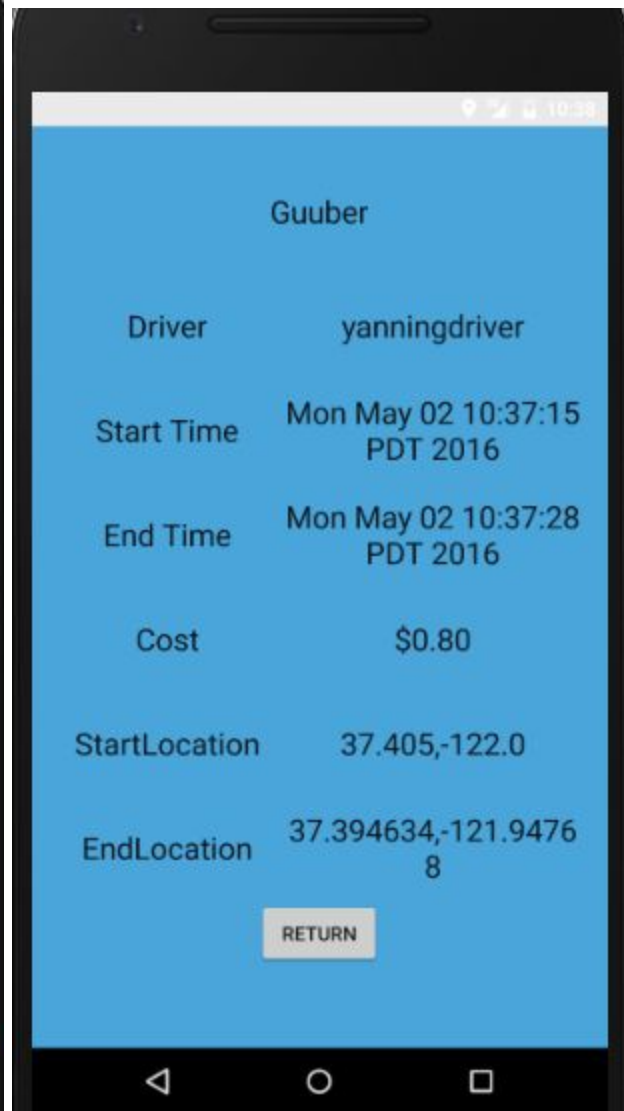 10:38
Guuber
Driver yanningdriver
Start Time Mon May 02 10:37:15
PDT 2016
End Time Mon May 02 10:37:28
PDT 2016
Cost $0.80
StartLocation 37.405,-122.0
EndLocation 37.394634,-121.9476
8
RETURN